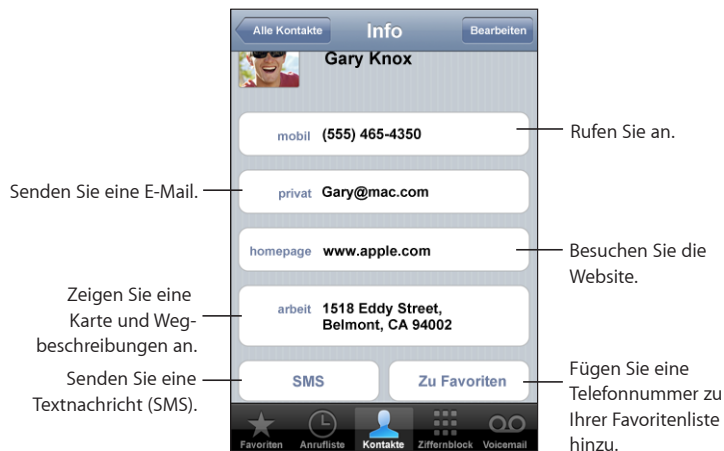 Alle Kontakte
Info
Bearbeiten
Gary Knox
mobil (555) 465-4350
Rufen Sie an.
Senden Sie eine E-Mail.
privat Gary@mac.com
homepage www.apple.com
Besuchen Sie die
Website.
Zeigen Sie eine
Karte und Weg-
beschreibungen an.
arbeit 1518 Eddy Street,
Belmont, CA 94002
Senden Sie eine
Textnachricht (SMS).
SMS
Zu Favoriten
Fügen Sie eine
Telefonnummer zu
Ihrer Favoritenliste
hinzu.
Favoriten Anrufliste Kontakte Ziffernblock Voicemail